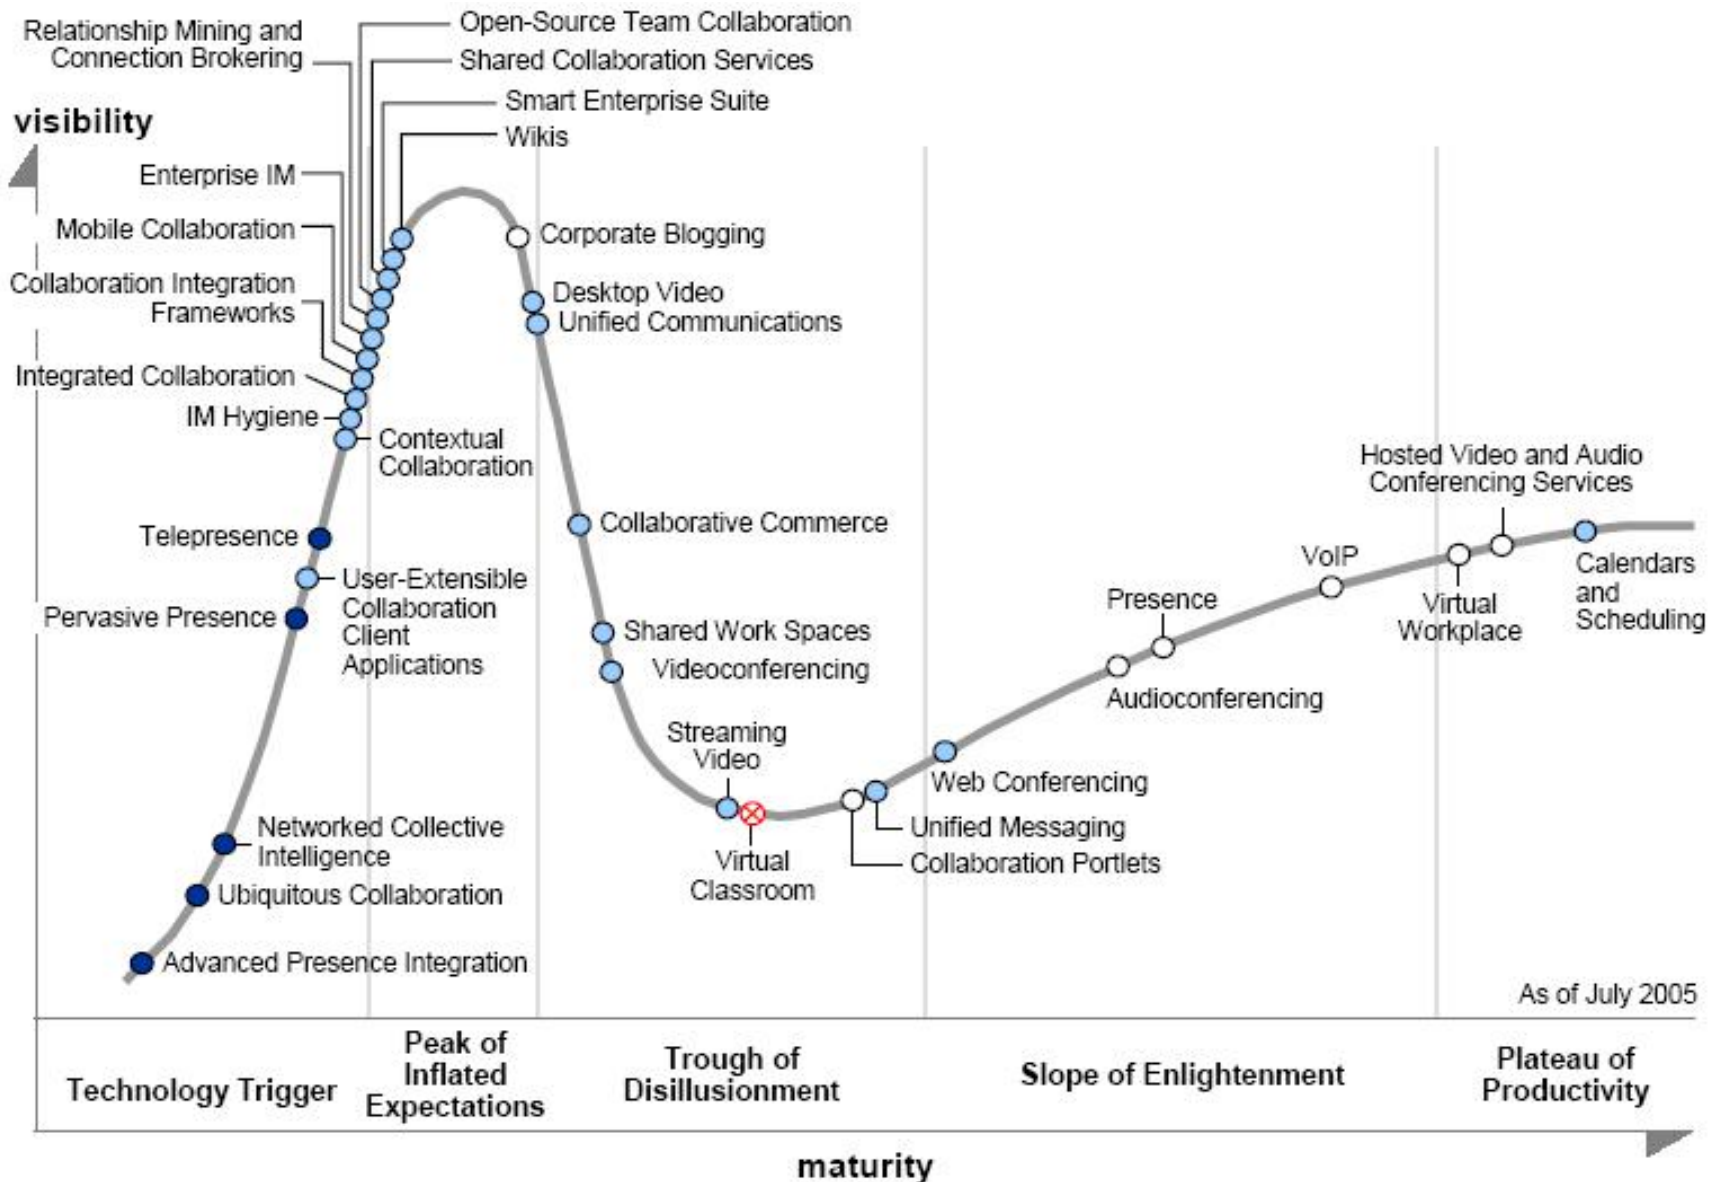 Relationship Mining and
Connection Brokering
Open-Source Team Collaboration
Shared Collaboration Services
Smart Enterprise Suite
Wikis
visibility
Enterprise IM
Mobile Collaboration
Collaboration Integration
Frameworks
Integrated Collaboration
IM Hygiene
Contextual
Collaboration
Telepresence
User-Extensible
Collaboration
Client
Applications
Pervasive Presence
Networked Collective
Intelligence
Ubiquitous Collaboration
Advanced Presence Integration
Corporate Blogging
Desktop Video
Unified Communications
Collaborative Commerce
Shared Work Spaces
Videoconferencing
Streaming
Video
Virtual
Classroom
Web Conferencing
Unified Messaging
Collaboration Portlets
Presence
Audioconferencing
VoIP
Hosted Video and Audio
Conferencing Services
Virtual
Workplace
Calendars
and
Scheduling
As of July 2005
Technology Trigger
Peak of
Inflated
Expectations
Trough of
Disillusionment
Slope of Enlightenment
Plateau of
Productivity
maturity